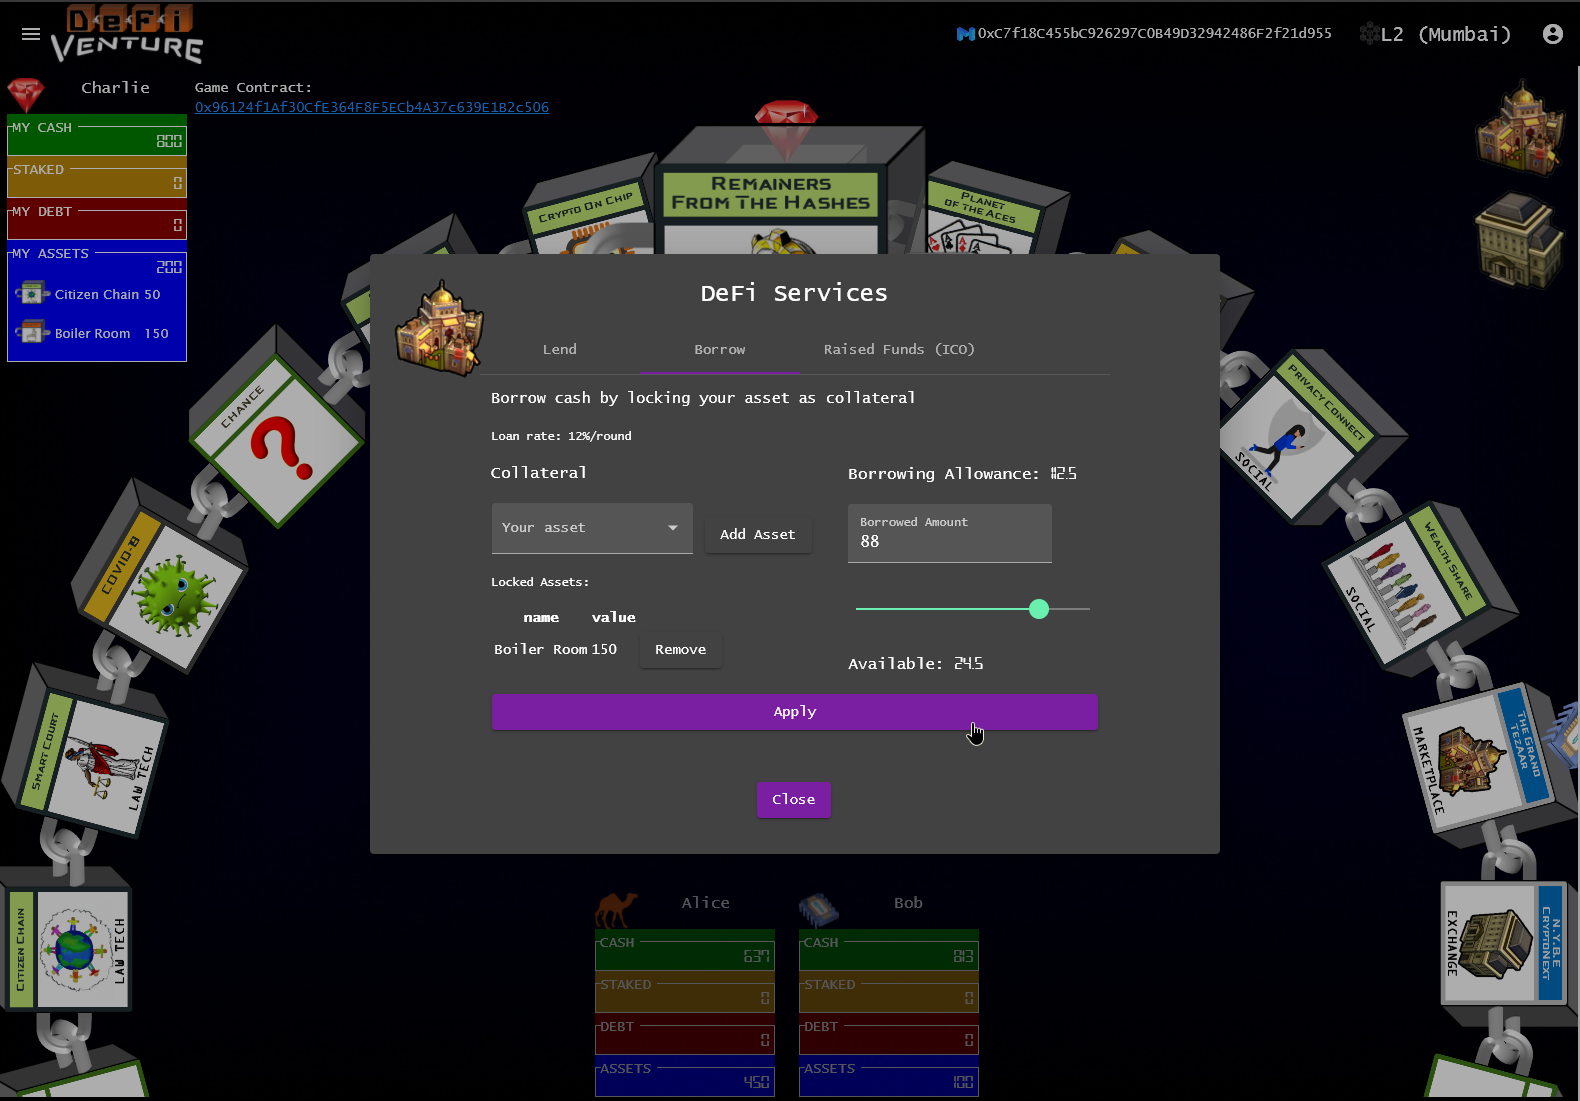 DeFi
VENTURE
0xC7f18C455bC926297C0B49D32942486F2f21d955
L2 (Mumbai)
Charlie
Game Contract:
0x96124f1Af30CfE364F8F5ECb4A37c639E1B2c506
MY CASH
800
STAKED
0
MY DEBT
0
MY ASSETS
200
Citizen Chain 50
Boiler Room 150
CRYPTO ON CHIP
REMAINERS
FROM THE HASHES
PLANET
OF THE ACES
DeFi Services
Lend
Borrow
Raised Funds (ICO)
Borrow cash by locking your asset as collateral
Loan rate: 12%/round
Collateral
Borrowing Allowance: 112.5
Your asset
Add Asset
Borrowed Amount
88
Locked Assets:
name value
Boiler Room 150
Remove
Available: 24.5
Apply
Close
CHANCE
?
COVID-19
SMART COURT
LAW TECH
CITIZEN CHAIN
LAW TECH
PRIVACY CONNECT
SOCIAL
WEALTH SHARE
SOCIAL
THE GRAND
TEZAAR
MARKETPLACE
N.Y.B.E
CRYPTONEXT
EXCHANGE
Alice
CASH
637
STAKED
0
DEBT
0
ASSETS
450
Bob
CASH
813
STAKED
0
DEBT
0
ASSETS
100